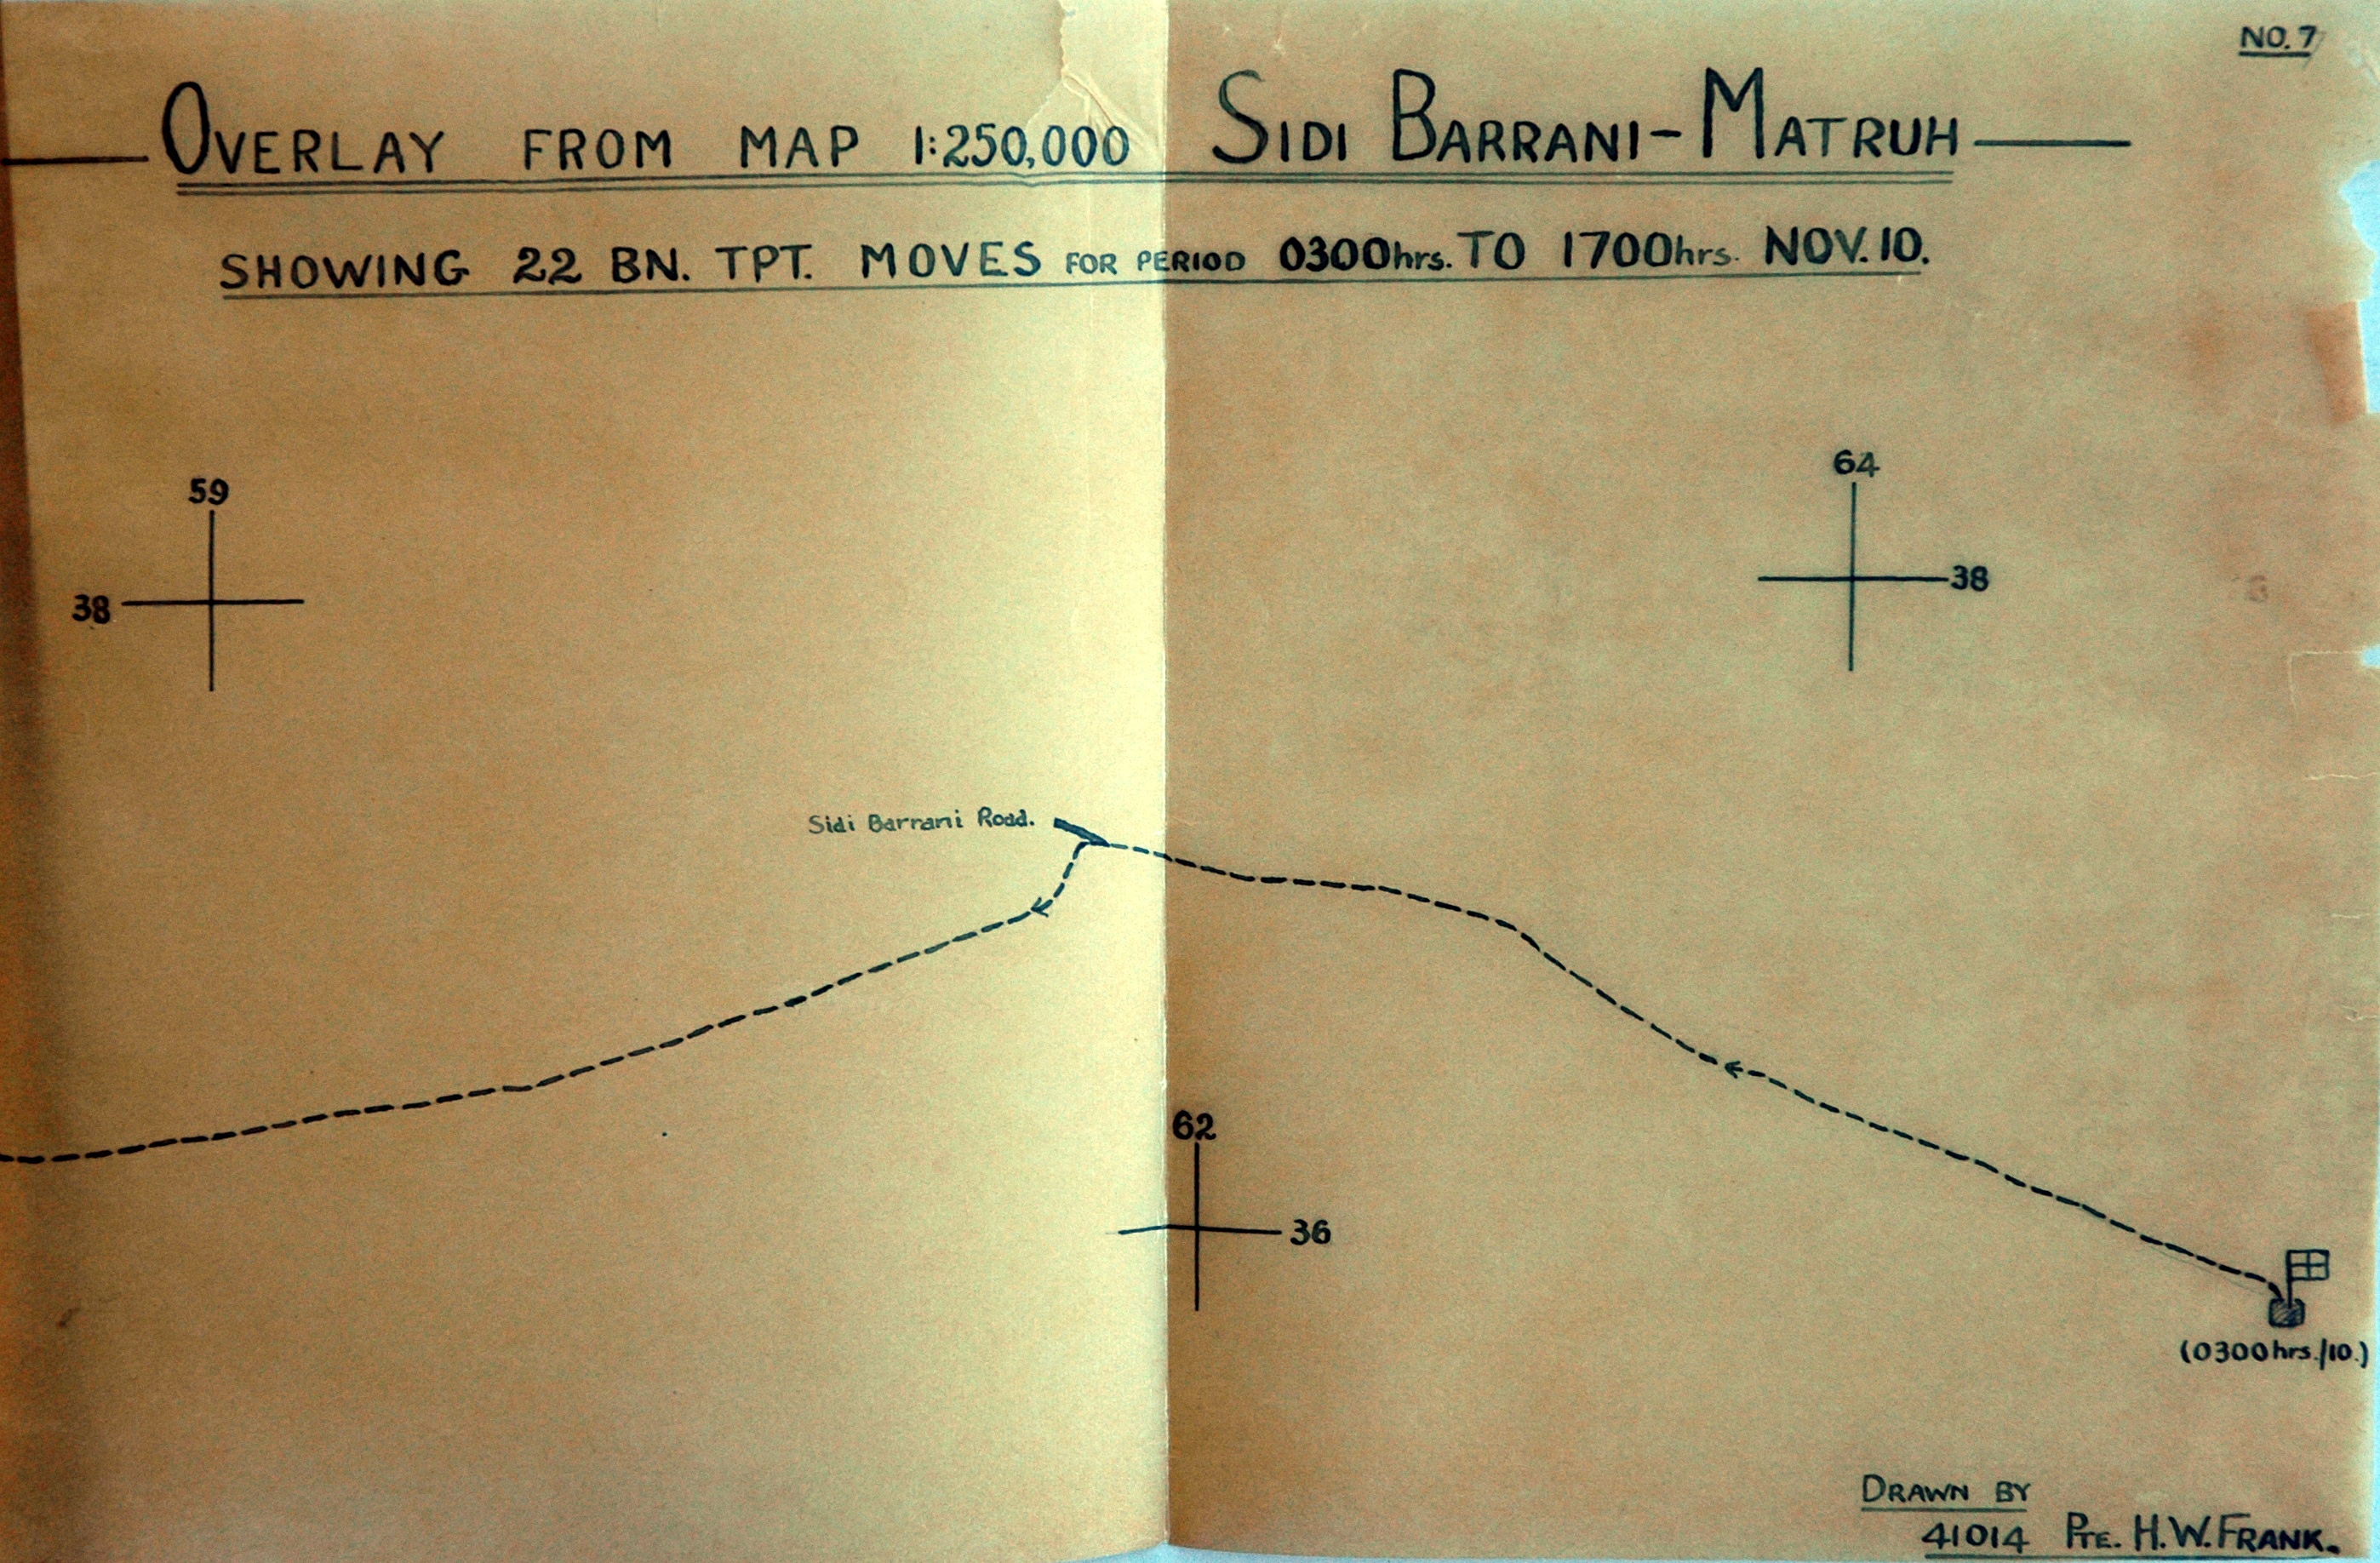 NO. 7
OVERLAY FROM MAP 1:250,000 SIDI BARRANI-MATRUH
SHOWING 22 BN. TPT. MOVES FOR PERIOD 0300hrs. TO 1700hrs. NOV. 10.
64
59
38
38
Sidi Barrani Road.
62
36
(0300hrs./10.)
DRAWN BY
41014 PTE. H.W. FRANK.